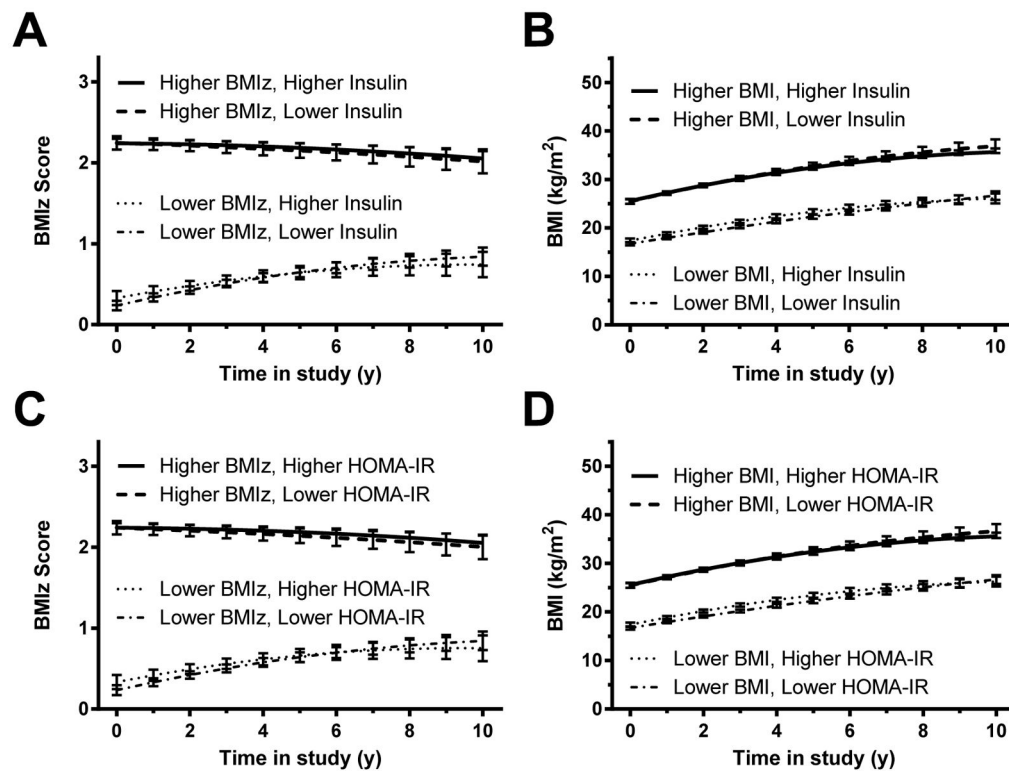 A
3
2
1
0
BMIz Score
Higher BMIz, Higher Insulin
Higher BMIz, Lower Insulin
Lower BMIz, Higher Insulin
Lower BMIz, Lower Insulin
0 2 4 6 8 10
Time in study (y)
B
50
40
30
20
10
0
BMI (kg/m²)
Higher BMI, Higher Insulin
Higher BMI, Lower Insulin
Lower BMI, Higher Insulin
Lower BMI, Lower Insulin
0 2 4 6 8 10
Time in study (y)
C
3
2
1
0
BMIz Score
Higher BMIz, Higher HOMA-IR
Higher BMIz, Lower HOMA-IR
Lower BMIz, Higher HOMA-IR
Lower BMIz, Lower HOMA-IR
0 2 4 6 8 10
Time in study (y)
D
50
40
30
20
10
0
BMI (kg/m²)
Higher BMI, Higher HOMA-IR
Higher BMI, Lower HOMA-IR
Lower BMI, Higher HOMA-IR
Lower BMI, Lower HOMA-IR
0 2 4 6 8 10
Time in study (y)